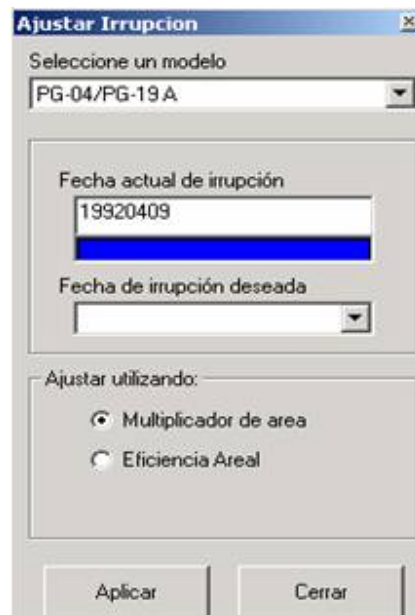 Ajustar Irrupcion
Seleccione un modelo
PG-04/PG-19.A
Fecha actual de irrupción
19920409
Fecha de irrupción deseada
Ajustar utilizando:
Multiplicador de area
Eficiencia Areal
Aplicar
Cerrar